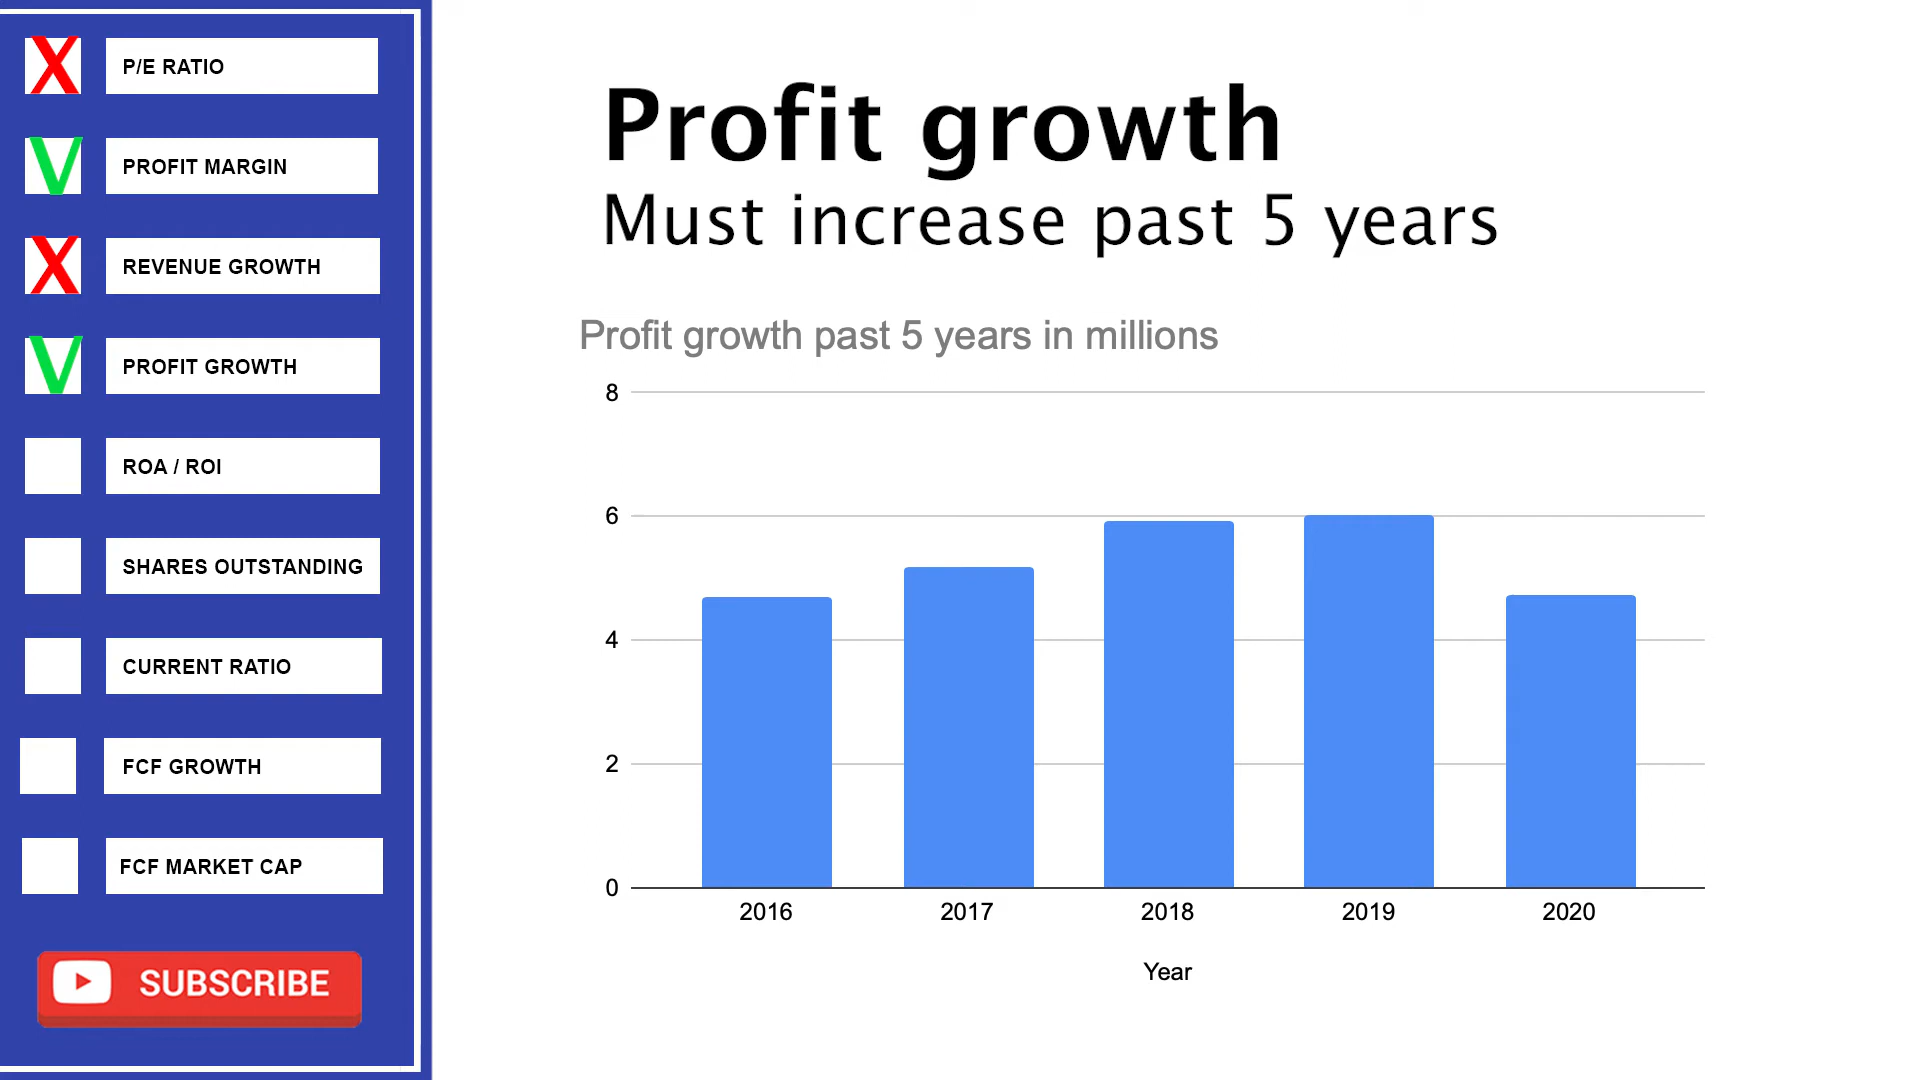 X P/E RATIO
V PROFIT MARGIN
X REVENUE GROWTH
V PROFIT GROWTH
ROA / ROI
SHARES OUTSTANDING
CURRENT RATIO
FCF GROWTH
FCF MARKET CAP
SUBSCRIBE
Profit growth
Must increase past 5 years
Profit growth past 5 years in millions
8
6
4
2
0
2016 2017 2018 2019 2020
Year